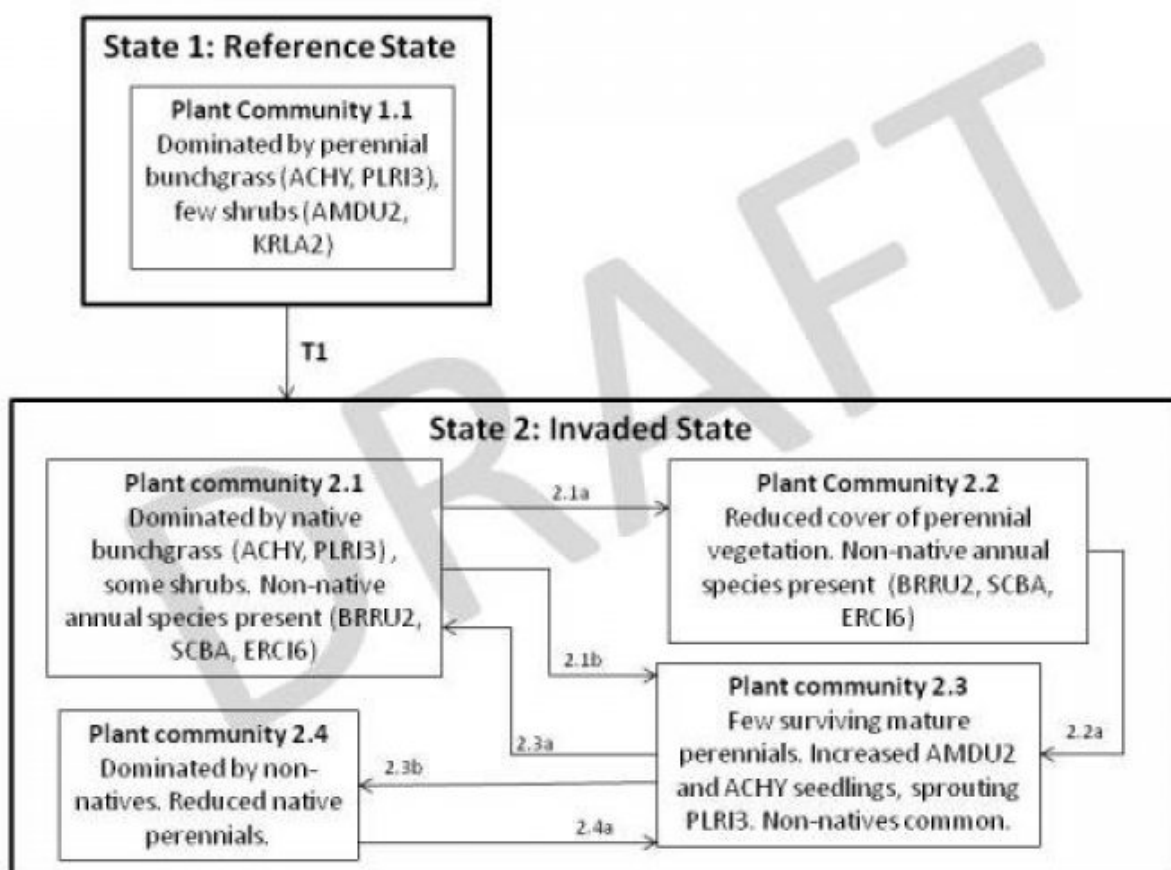 State 1: Reference State
Plant Community 1.1
Dominated by perennial
bunchgrass (ACHY, PLRI3),
few shrubs (AMDU2,
KRLA2)
T1
State 2: Invaded State
Plant community 2.1
Dominated by native
bunchgrass (ACHY, PLRI3) ,
some shrubs. Non-native
annual species present (BRRU2,
SCBA, ERCI6)
2.1a
Plant Community 2.2
Reduced cover of perennial
vegetation. Non-native annual
species present (BRRU2, SCBA,
ERCI6)
2.1b
2.2a
Plant community 2.3
Few surviving mature
perennials. Increased AMDU2
and ACHY seedlings, sprouting
PLRI3. Non-natives common.
2.3a
2.3b
2.4a
Plant community 2.4
Dominated by non-
natives. Reduced native
perennials.
DRAFT